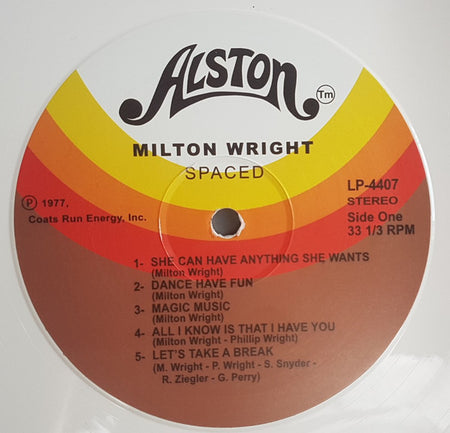 ALSTON
Tm
MILTON WRIGHT
SPACED
LP-4407
STEREO
Side One
33 1/3 RPM
℗ 1977,
Coats Run Energy, Inc.
1- SHE CAN HAVE ANYTHING SHE WANTS
(Milton Wright)
2- DANCE HAVE FUN
(Milton Wright)
3- MAGIC MUSIC
(Milton Wright)
4- ALL I KNOW IS THAT I HAVE YOU
(Milton Wright - Phillip Wright)
5- LET'S TAKE A BREAK
(M. Wright - P. Wright - S. Snyder -
R. Ziegler - G. Perry)